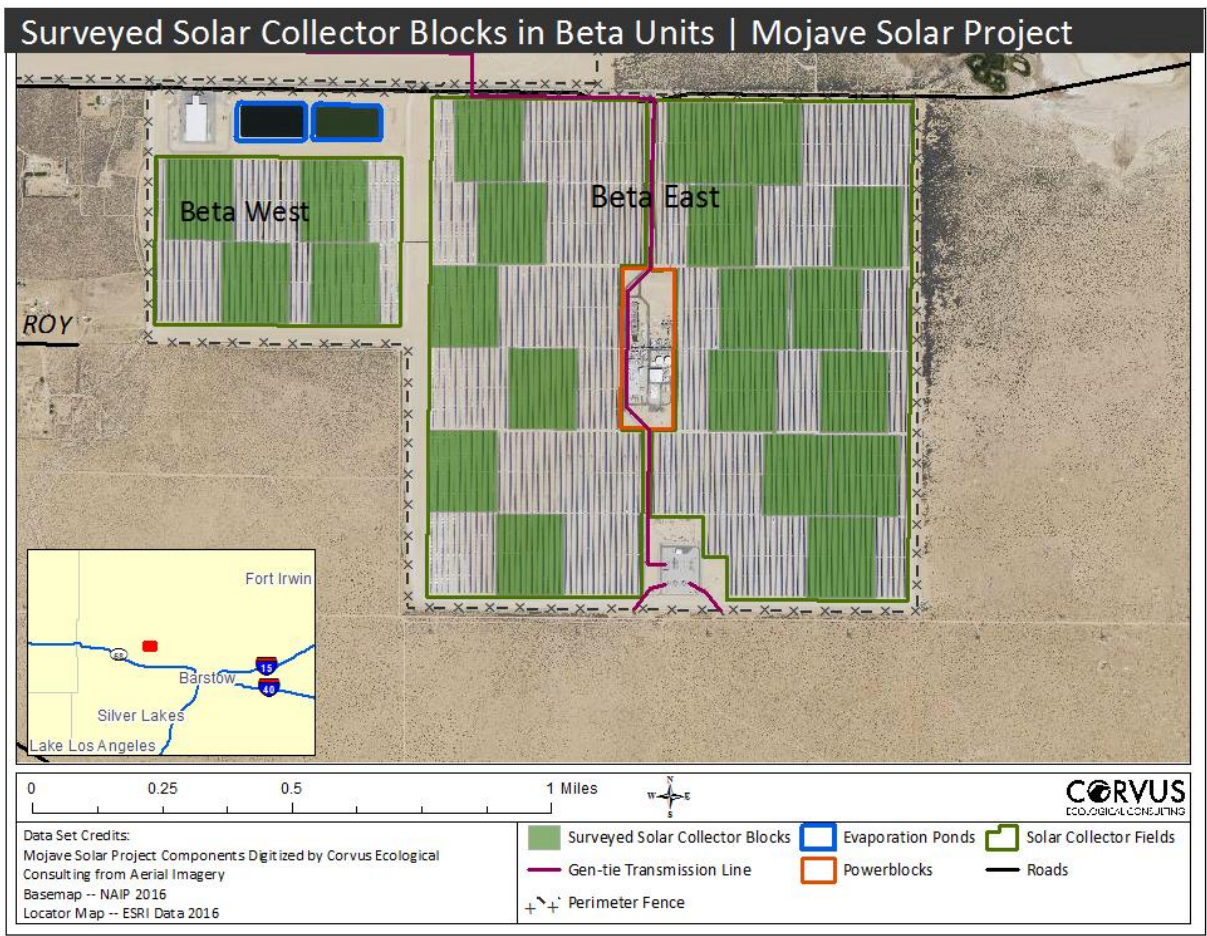 Surveyed Solar Collector Blocks in Beta Units | Mojave Solar Project
Beta West
Beta East
ROY
Fort Irwin
58
15
Barstow
40
Silver Lakes
Lake Los Angeles
0 0.25 0.5 1 Miles
N
W E
S
CORVUS
ECOLOGICAL CONSULTING
Data Set Credits:
Mojave Solar Project Components Digitized by Corvus Ecological
Consulting from Aerial Imagery
Basemap -- NAIP 2016
Locator Map -- ESRI Data 2016
Surveyed Solar Collector Blocks
Evaporation Ponds
Solar Collector Fields
Gen-tie Transmission Line
Powerblocks
Roads
Perimeter Fence